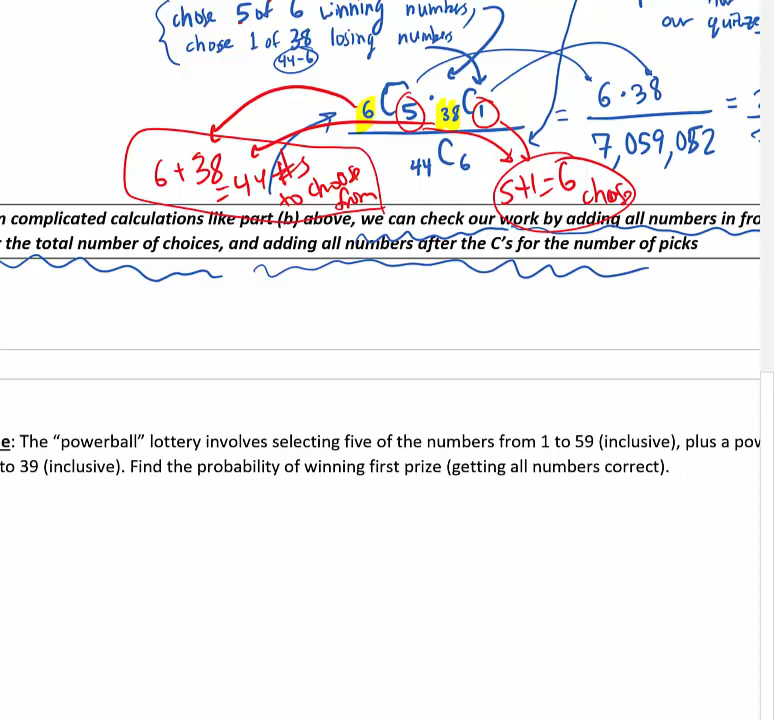 chose 5 of 6 winning numbers,
chose 1 of 38 losing numbers
44-6
our quizze
6C5 · 38C1
44C6
= 6·38
7,059,052
=
6+38
=44 #s
to choose
from
5+1=6 chose
n complicated calculations like part (b) above, we can check our work by adding all numbers in fro
the total number of choices, and adding all numbers after the C's for the number of picks
e: The “powerball” lottery involves selecting five of the numbers from 1 to 59 (inclusive), plus a pow
to 39 (inclusive). Find the probability of winning first prize (getting all numbers correct).